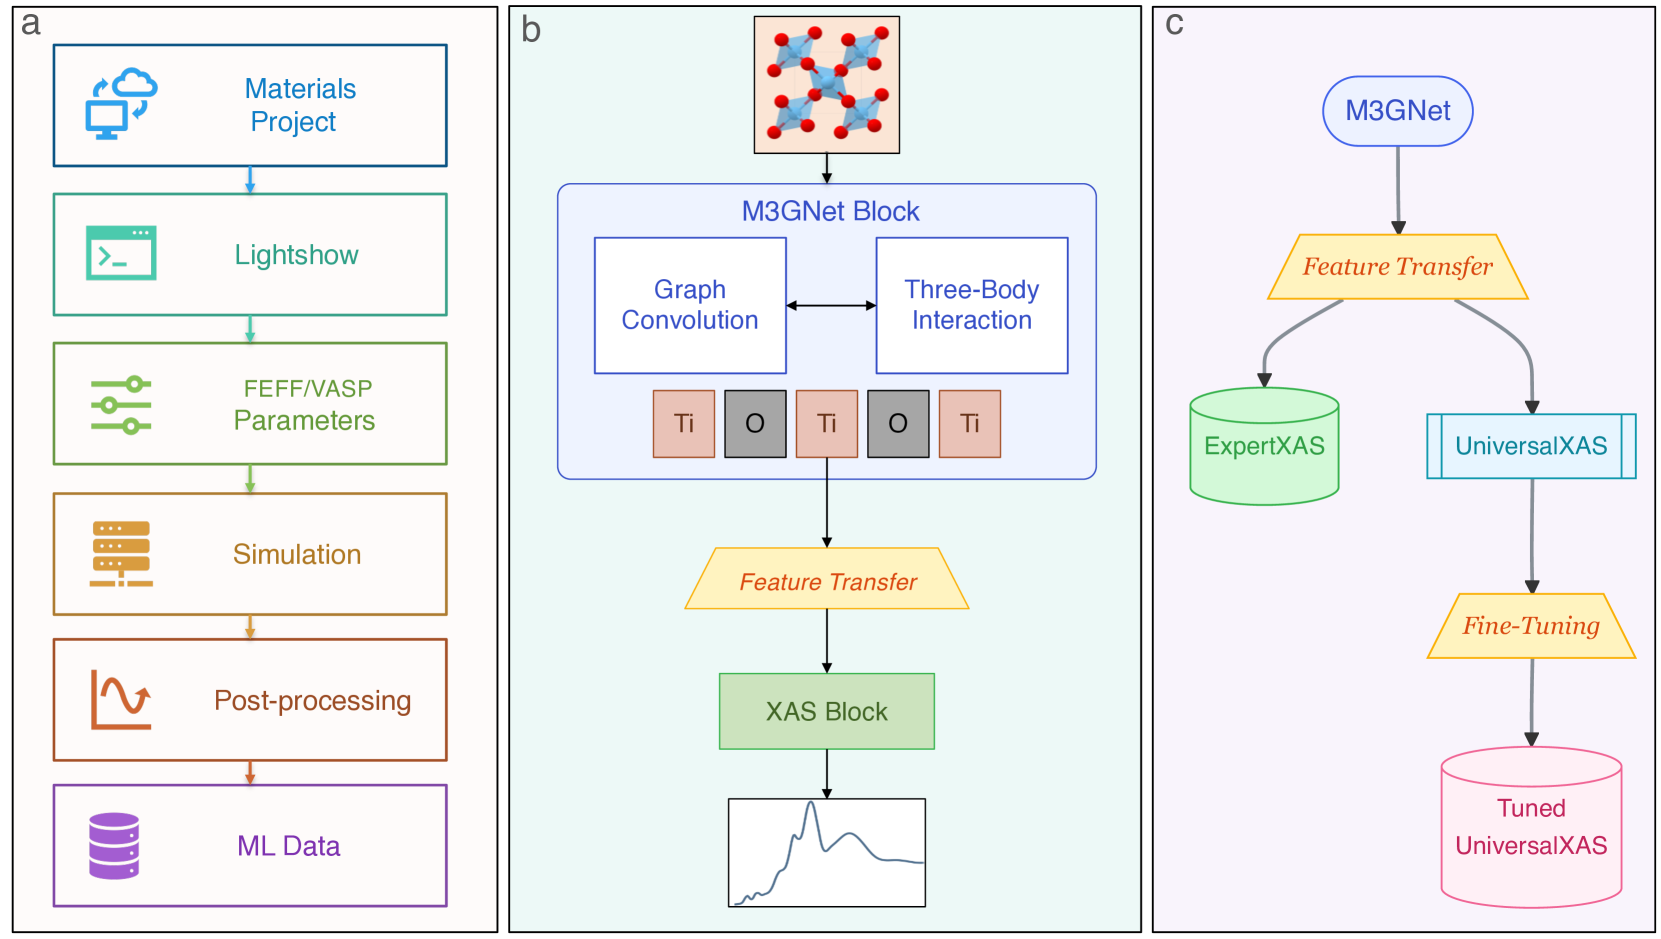 a
Materials
Project
Lightshow
FEFF/VASP
Parameters
Simulation
Post-processing
ML Data
b
M3GNet Block
Graph
Convolution
Three-Body
Interaction
Ti O Ti O Ti
Feature Transfer
XAS Block
c
M3GNet
Feature Transfer
ExpertXAS
UniversalXAS
Fine-Tuning
Tuned
UniversalXAS